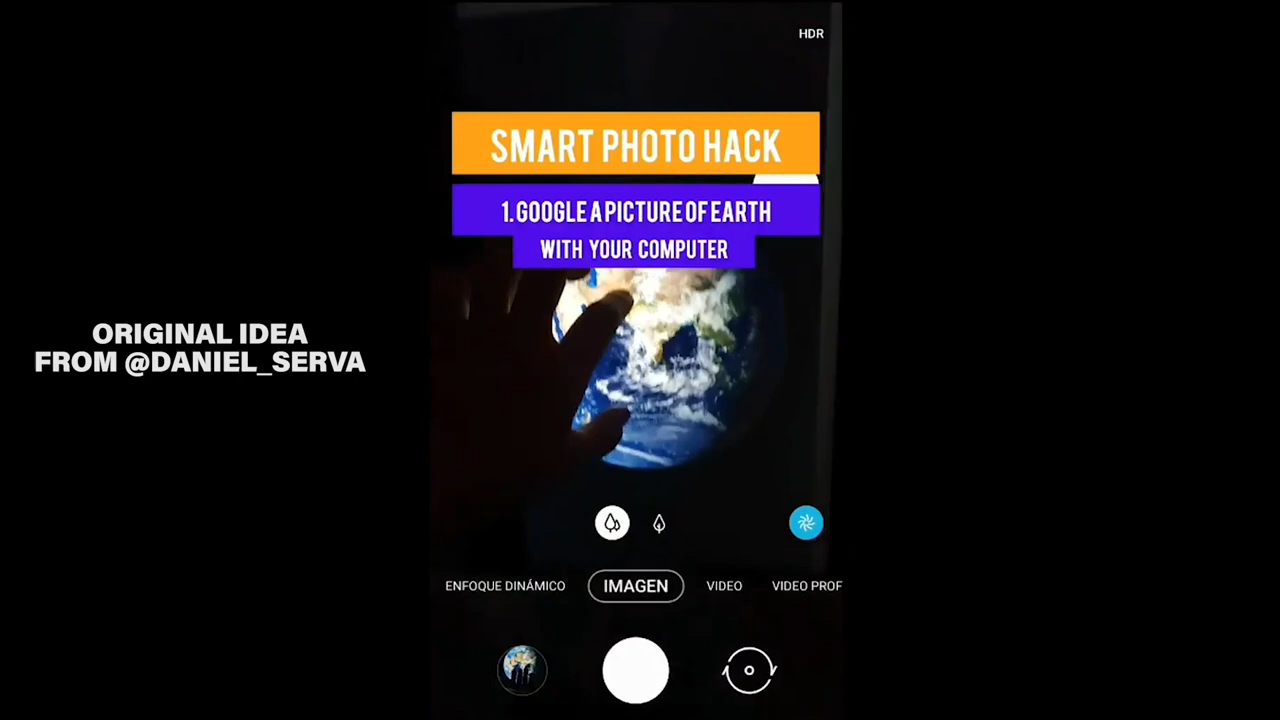 HDR
SMART PHOTO HACK
1. GOOGLE A PICTURE OF EARTH
WITH YOUR COMPUTER
ORIGINAL IDEA
FROM @DANIEL_SERVA
ENFOQUE DINÁMICO
IMAGEN
VIDEO
VIDEO PROF